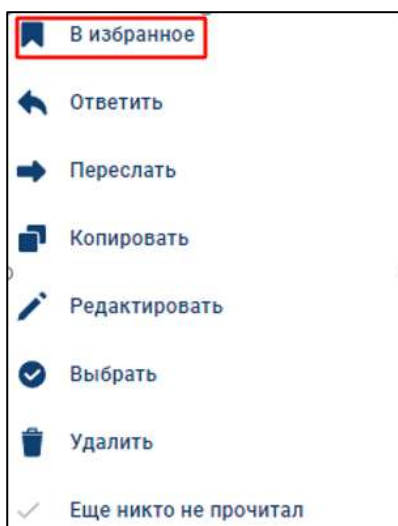 В избранное
Ответить
Переслать
Копировать
Редактировать
Выбрать
Удалить
Еще никто не прочитал